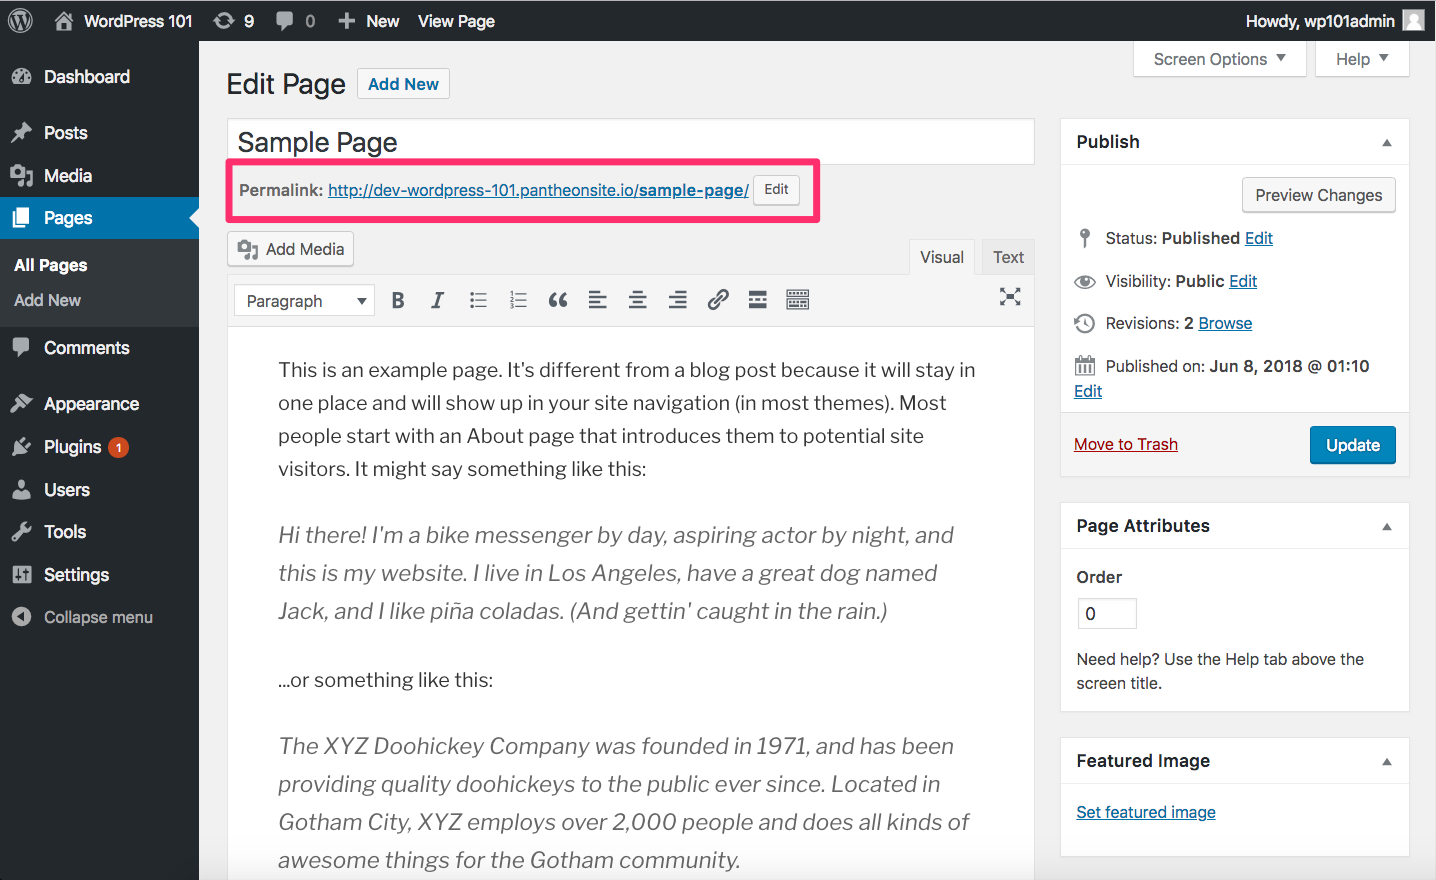 WordPress 101 9 0 New View Page Howdy, wp101admin
Dashboard
Posts
Media
Pages
All Pages
Add New
Comments
Appearance
Plugins 1
Users
Tools
Settings
Collapse menu
Screen Options Help
Edit Page Add New
Sample Page
Permalink: http://dev-wordpress-101.pantheonsite.io/sample-page/ Edit
Add Media
Visual Text
Paragraph B I
This is an example page. It's different from a blog post because it will stay in
one place and will show up in your site navigation (in most themes). Most
people start with an About page that introduces them to potential site
visitors. It might say something like this:
Hi there! I'm a bike messenger by day, aspiring actor by night, and
this is my website. I live in Los Angeles, have a great dog named
Jack, and I like piña coladas. (And gettin' caught in the rain.)
...or something like this:
The XYZ Doohickey Company was founded in 1971, and has been
providing quality doohickeys to the public ever since. Located in
Gotham City, XYZ employs over 2,000 people and does all kinds of
awesome things for the Gotham community.
Publish
Preview Changes
Status: Published Edit
Visibility: Public Edit
Revisions: 2 Browse
Published on: Jun 8, 2018 @ 01:10
Edit
Move to Trash Update
Page Attributes
Order
0
Need help? Use the Help tab above the
screen title.
Featured Image
Set featured image